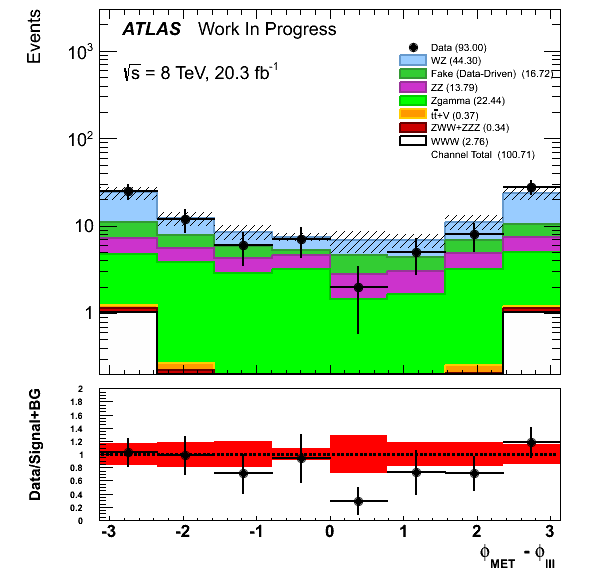 Events
ATLAS Work In Progress
√s = 8 TeV, 20.3 fb⁻¹
Data (93.00)
WZ (44.30)
Fake (Data-Driven) (16.72)
ZZ (13.79)
Zgamma (22.44)
tt̄+V (0.37)
ZWW+ZZZ (0.34)
WWW (2.76)
Channel Total (100.71)
10³
10²
10
1
Data/Signal+BG
2
1.8
1.6
1.4
1.2
1
0.8
0.6
0.4
0.2
0
-3 -2 -1 0 1 2 3
ϕMET - ϕlll